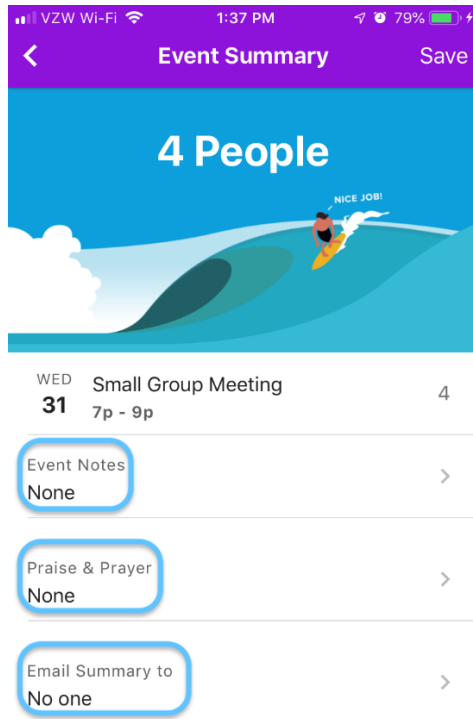 VZW Wi-Fi 1:37 PM 79%
Event Summary Save
4 People
NICE JOB!
WED Small Group Meeting 4
31 7p - 9p
Event Notes
None
Praise & Prayer
None
Email Summary to
No one